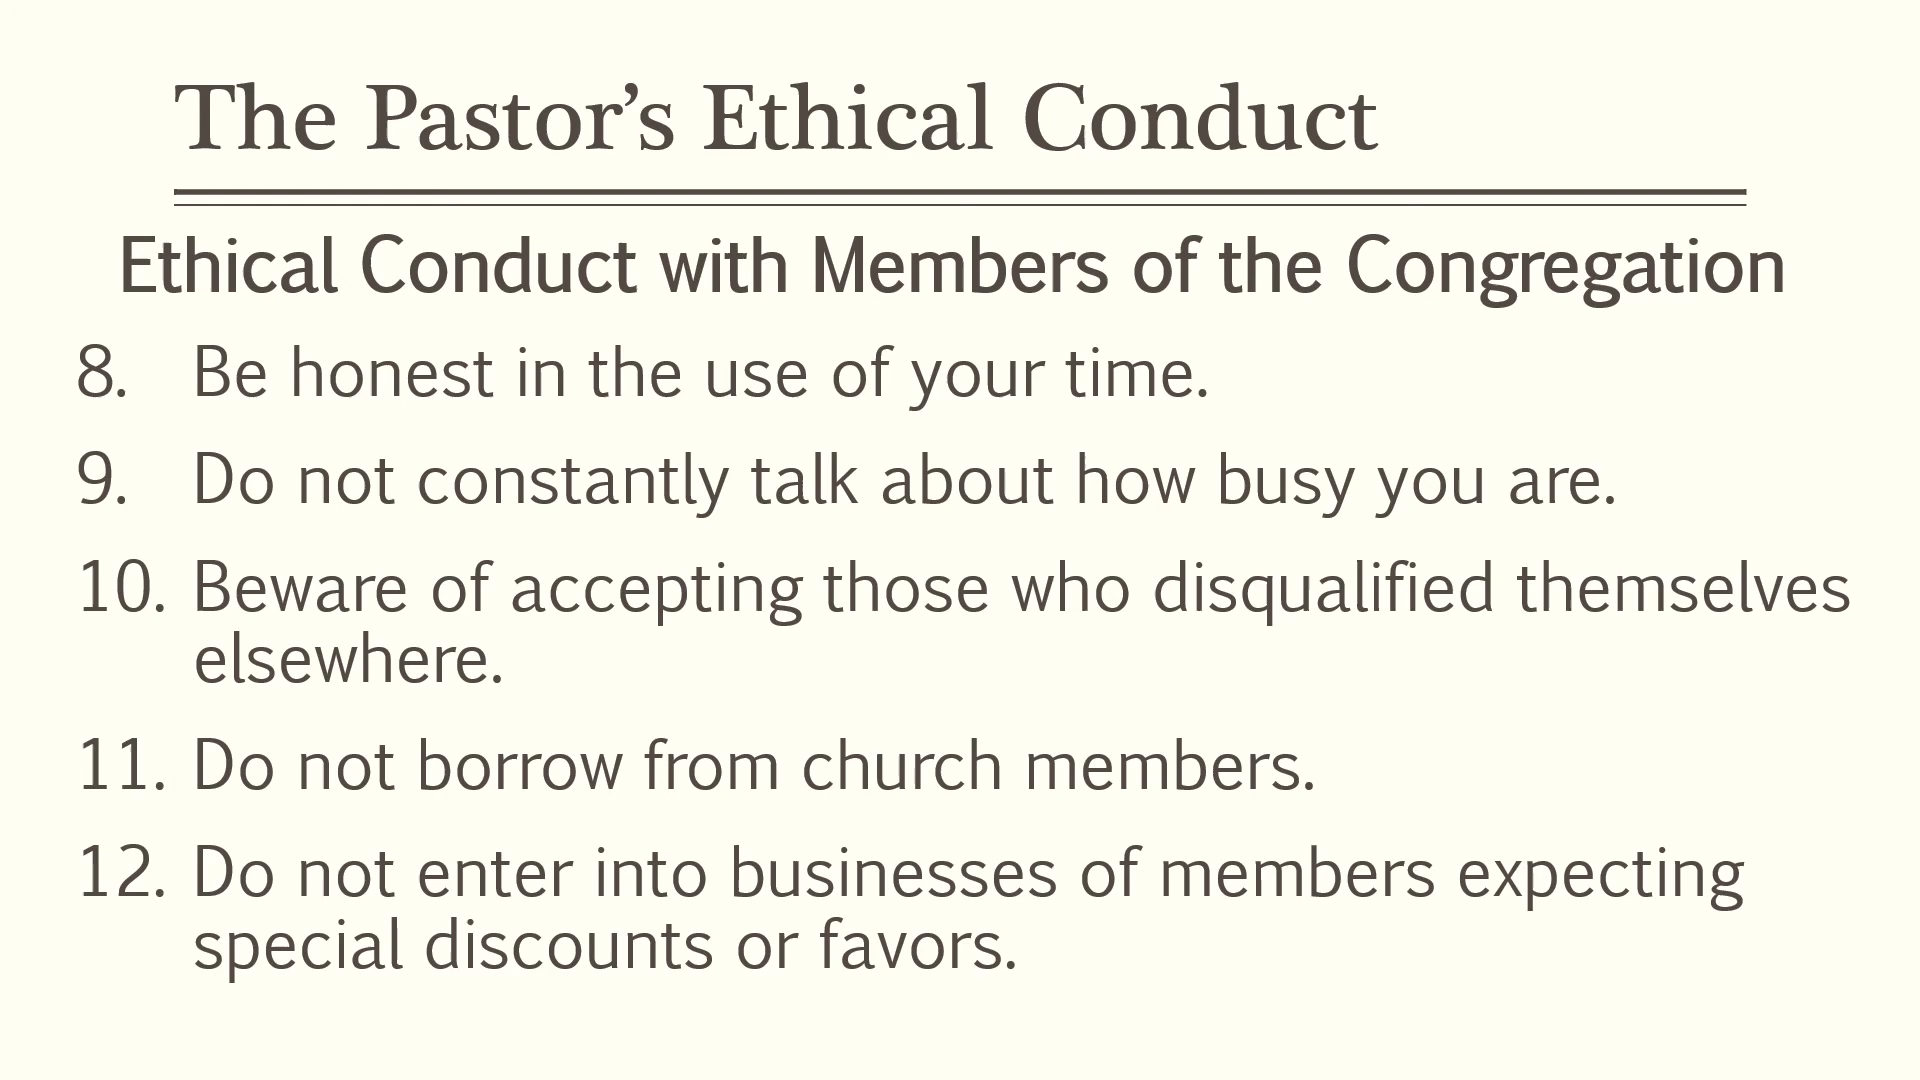 The Pastor’s Ethical Conduct
Ethical Conduct with Members of the Congregation
8. Be honest in the use of your time.
9. Do not constantly talk about how busy you are.
10. Beware of accepting those who disqualified themselves
elsewhere.
11. Do not borrow from church members.
12. Do not enter into businesses of members expecting
special discounts or favors.